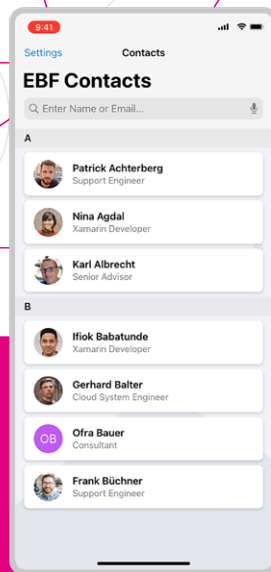 9:41
Settings
Contacts
EBF Contacts
Enter Name or Email...
A
Patrick Achterberg
Support Engineer
Nina Agdal
Xamarin Developer
Karl Albrecht
Senior Advisor
B
Ifiok Babatunde
Xamarin Developer
Gerhard Balter
Cloud System Engineer
OB
Ofra Bauer
Consultant
Frank Büchner
Support Engineer